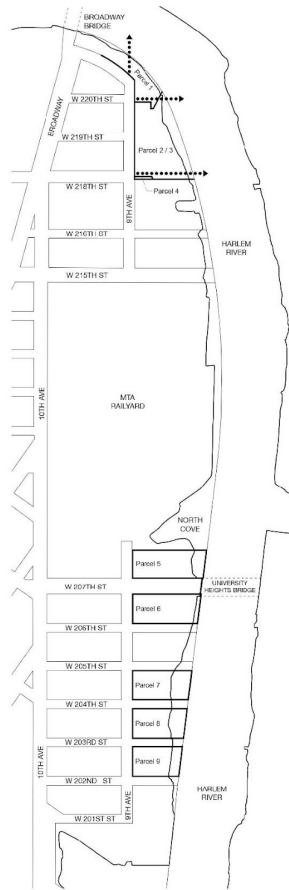 BROADWAY
BRIDGE
Parcel 1
W 220TH ST
BROADWAY
W 219TH ST
Parcel 2 / 3
W 218TH ST
Parcel 4
9TH AVE
W 216TH ST
HARLEM
RIVER
W 215TH ST
10TH AVE
MTA
RAILYARD
NORTH
COVE
Parcel 5
W 207TH ST
UNIVERSITY
HEIGHTS BRIDGE
Parcel 6
W 206TH ST
W 205TH ST
Parcel 7
W 204TH ST
Parcel 8
W 203RD ST
10TH AVE
Parcel 9
W 202ND ST
9TH AVE
HARLEM
RIVER
W 201ST ST